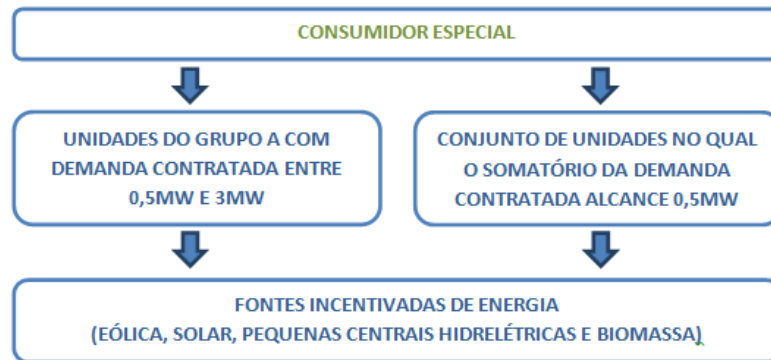 CONSUMIDOR ESPECIAL
UNIDADES DO GRUPO A COM
DEMANDA CONTRATADA ENTRE
0,5MW E 3MW
CONJUNTO DE UNIDADES NO QUAL
O SOMATÓRIO DA DEMANDA
CONTRATADA ALCANCE 0,5MW
FONTES INCENTIVADAS DE ENERGIA
(EÓLICA, SOLAR, PEQUENAS CENTRAIS HIDRELÉTRICAS E BIOMASSA)